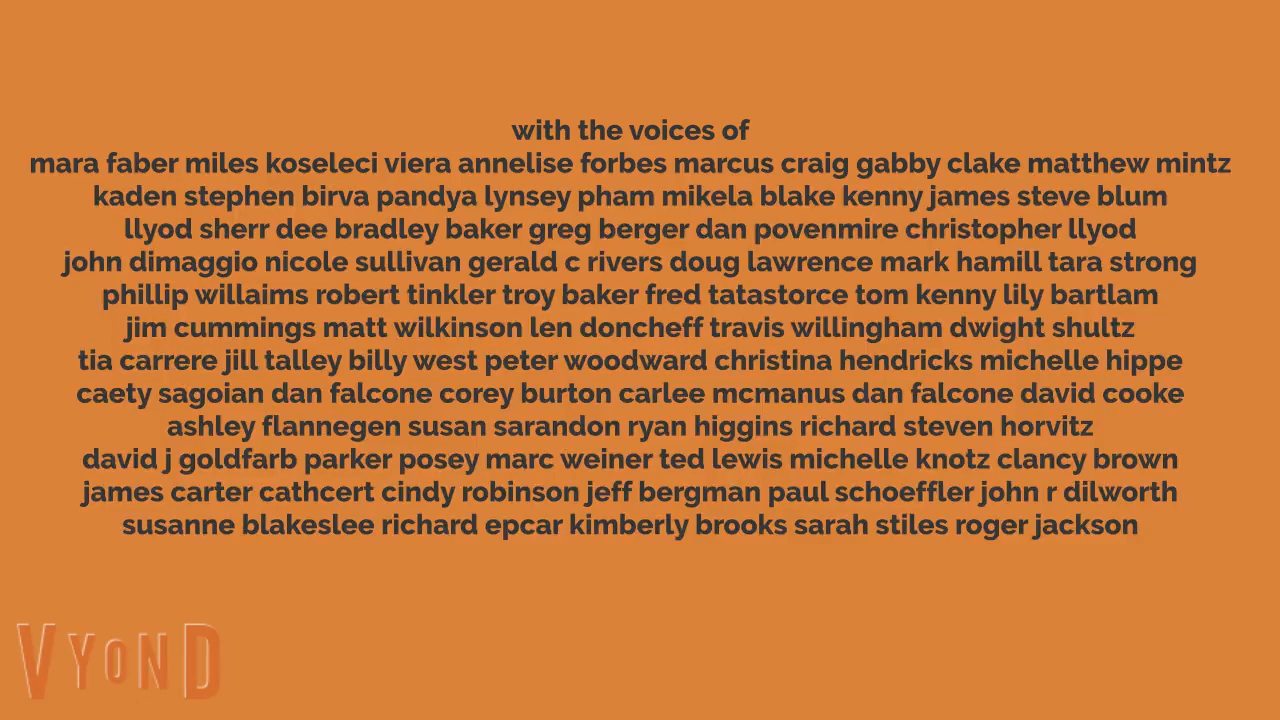 with the voices of
mara faber miles koseleci viera annelise forbes marcus craig gabby clake matthew mintz
kaden stephen birva pandya lynsey pham mikela blake kenny james steve blum
llyod sherr dee bradley baker greg berger dan povenmire christopher llyod
john dimaggio nicole sullivan gerald c rivers doug lawrence mark hamill tara strong
phillip willaims robert tinkler troy baker fred tatastorce tom kenny lily bartlam
jim cummings matt wilkinson len doncheff travis willingham dwight shultz
tia carrere jill talley billy west peter woodward christina hendricks michelle hippe
caety sagoian dan falcone corey burton carlee mcmanus dan falcone david cooke
ashley flannegen susan sarandon ryan higgins richard steven horvitz
david j goldfarb parker posey marc weiner ted lewis michelle knotz clancy brown
james carter cathcert cindy robinson jeff bergman paul schoeffler john r dilworth
susanne blakeslee richard epcar kimberly brooks sarah stiles roger jackson
VYOND